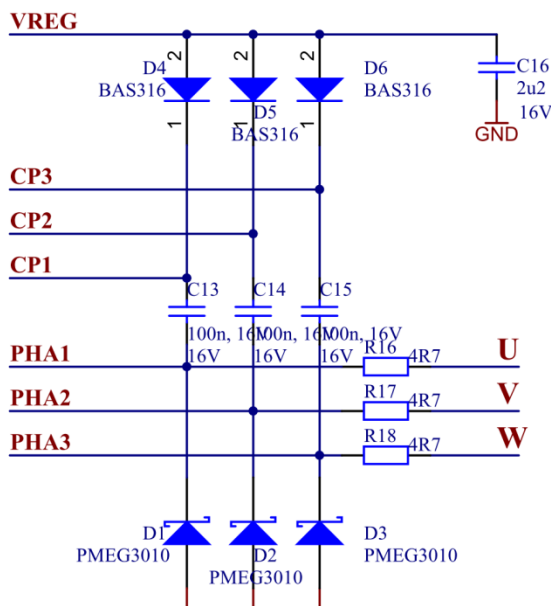 VREG
2 2 2
D4
BAS316
D5
BAS316
D6
BAS316
C16
2u2
16V
GND
1 1 1
CP3
CP2
CP1
C13
100n, 16V
16V
C14
100n, 16V
16V
C15
100n, 16V
16V
PHA1
R16
4R7
U
PHA2
R17
4R7
V
PHA3
R18
4R7
W
D1
PMEG3010
D2
PMEG3010
D3
PMEG3010